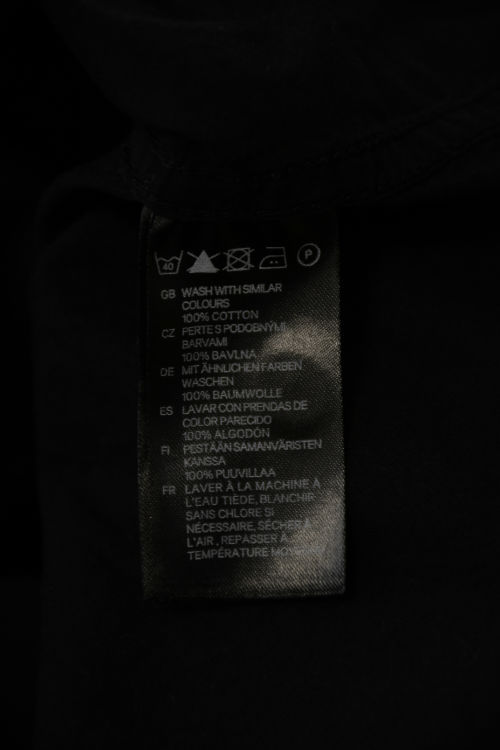 40 P
GB WASH WITH SIMILAR
COLOURS
100% COTTON
CZ PERTE S PODOBNÝMI
BARVAMI
100% BAVLNA
DE MIT ÄHNLICHEN FARBEN
WASCHEN
100% BAUMWOLLE
ES LAVAR CON PRENDAS DE
COLOR PARECIDO
100% ALGODÓN
FI PESTÄÄN SAMANVÄRISTEN
KANSSA
100% PUUVILLAA
FR LAVER À LA MACHINE À
L'EAU TIÈDE, BLANCHIR
SANS CHLORE SI
NÉCESSAIRE, SÉCHER À
L'AIR, REPASSER À
TEMPÉRATURE MOYENNE